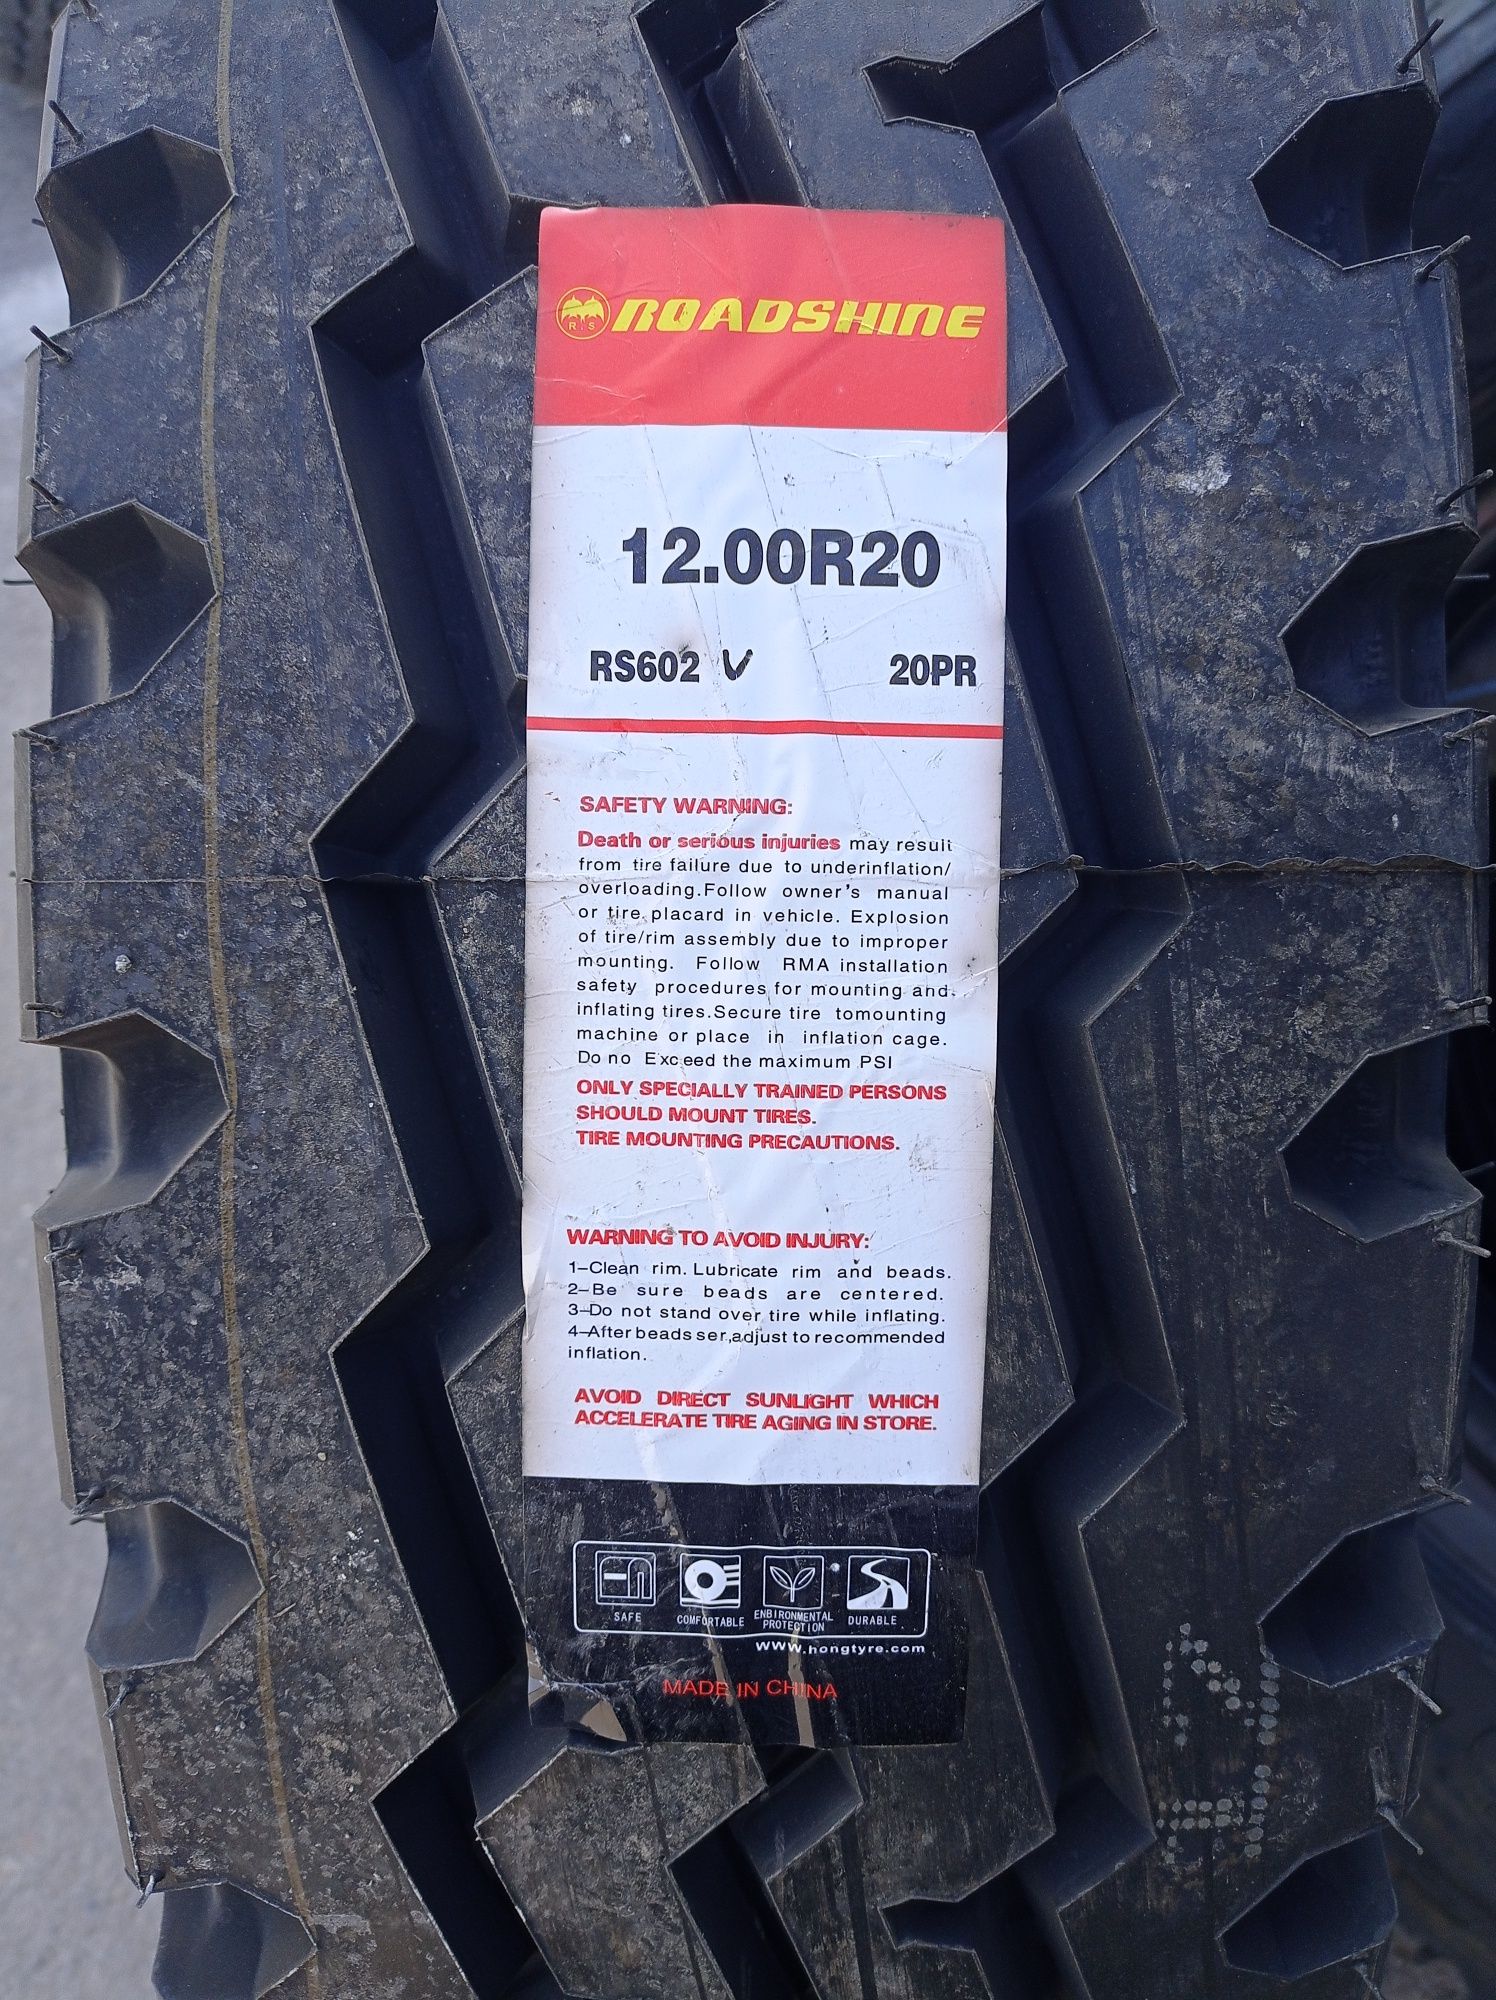 R S
ROADSHINE
12.00R20
RS602 V 20PR
SAFETY WARNING:
Death or serious injuries may result
from tire failure due to underinflation/
overloading.Follow owner's manual
or tire placard in vehicle. Explosion
of tire/rim assembly due to improper
mounting. Follow RMA installation
safety procedures for mounting and
inflating tires.Secure tire tomounting
machine or place in inflation cage.
Do no Exceed the maximum PSI
ONLY SPECIALLY TRAINED PERSONS
SHOULD MOUNT TIRES.
TIRE MOUNTING PRECAUTIONS.
WARNING TO AVOID INJURY:
1-Clean rim. Lubricate rim and beads.
2-Be sure beads are centered.
3-Do not stand over tire while inflating.
4-After beads ser,adjust to recommended
inflation.
AVOID DIRECT SUNLIGHT WHICH
ACCELERATE TIRE AGING IN STORE.
SAFE
COMFORTABLE
ENBIRONMENTAL
PROTECTION
DURABLE
www.hongtyre.com
MADE IN CHINA